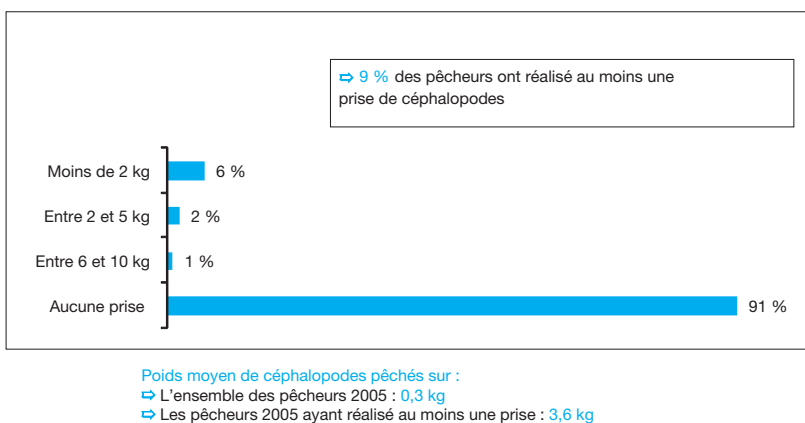 ⇨ 9 % des pêcheurs ont réalisé au moins une
prise de céphalopodes
Moins de 2 kg 6 %
Entre 2 et 5 kg 2 %
Entre 6 et 10 kg 1 %
Aucune prise 91 %
Poids moyen de céphalopodes pêchés sur :
⇨ L'ensemble des pêcheurs 2005 : 0,3 kg
⇨ Les pêcheurs 2005 ayant réalisé au moins une prise : 3,6 kg